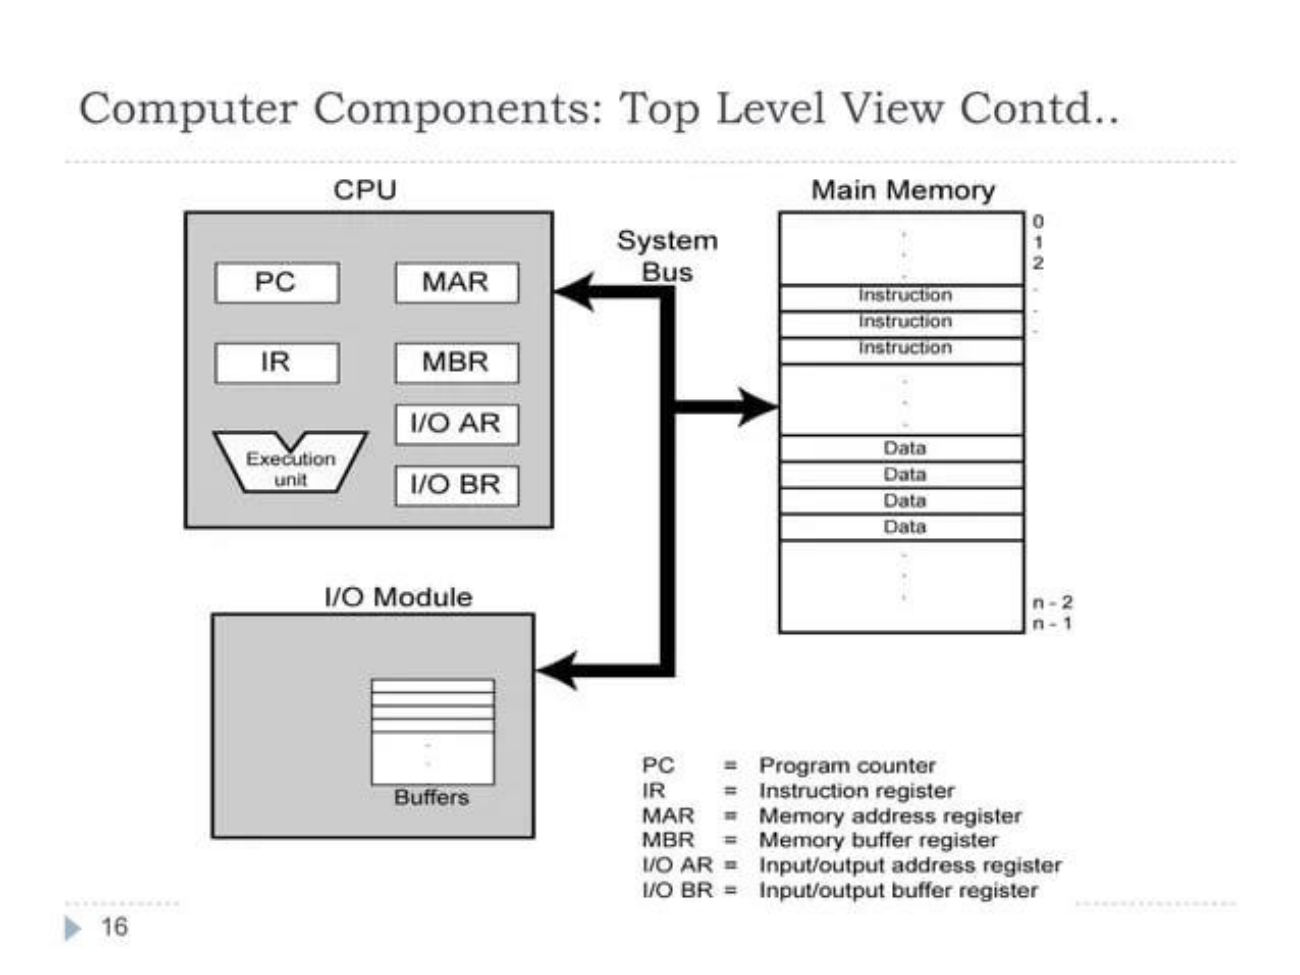 Computer Components: Top Level View Contd..
CPU
PC
MAR
IR
MBR
I/O AR
I/O BR
Execution
unit
System
Bus
Main Memory
0
1
2
Instruction
Instruction
Instruction
Data
Data
Data
Data
n - 2
n - 1
I/O Module
Buffers
PC = Program counter
IR = Instruction register
MAR = Memory address register
MBR = Memory buffer register
I/O AR = Input/output address register
I/O BR = Input/output buffer register
16